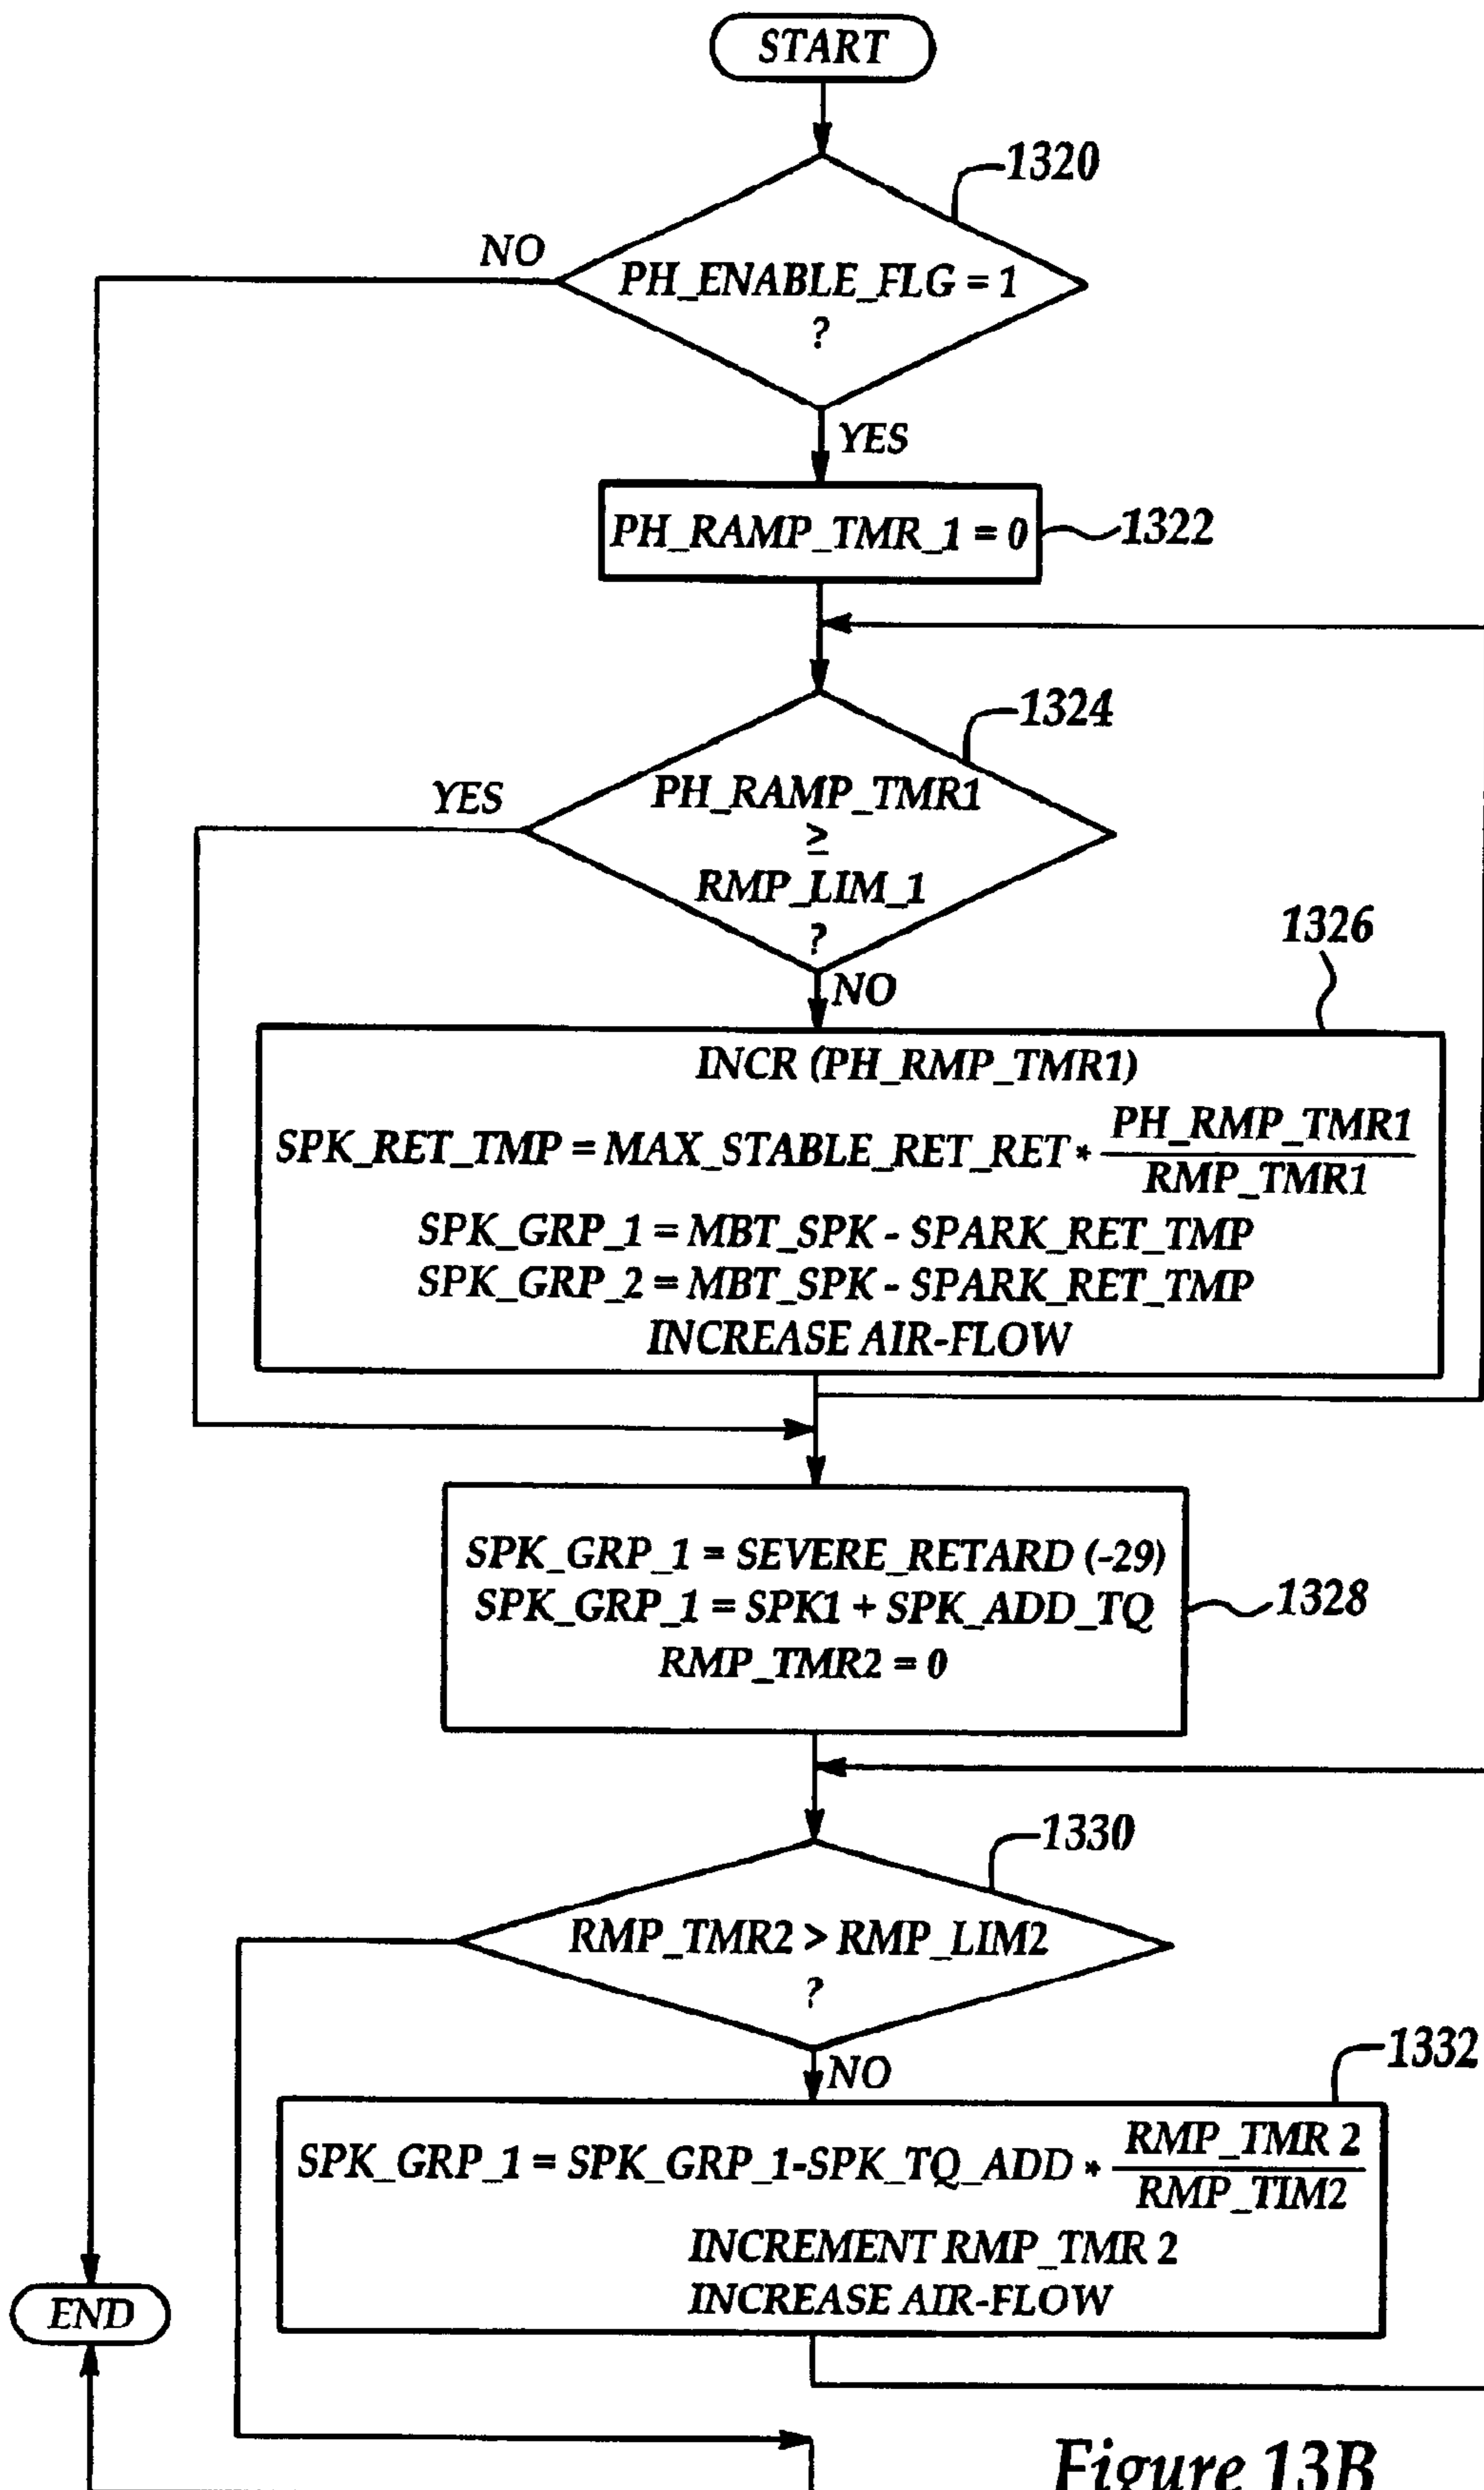 START
1320
NO
PH_ENABLE_FLG = 1
?
YES
PH_RAMP_TMR_1 = 0
1322
1324
YES
PH_RAMP_TMR1
≥
RMP_LIM_1
?
NO
1326
INCR (PH_RMP_TMR1)
SPK_RET_TMP = MAX_STABLE_RET_RET * PH_RMP_TMR1
RMP_TMR1
SPK_GRP_1 = MBT_SPK - SPARK_RET_TMP
SPK_GRP_2 = MBT_SPK - SPARK_RET_TMP
INCREASE AIR-FLOW
SPK_GRP_1 = SEVERE_RETARD (-29)
SPK_GRP_1 = SPK1 + SPK_ADD_TQ
RMP_TMR2 = 0
1328
1330
RMP_TMR2 > RMP_LIM2
?
NO
1332
SPK_GRP_1 = SPK_GRP_1-SPK_TQ_ADD * RMP_TMR 2
RMP_TIM2
INCREMENT RMP_TMR 2
INCREASE AIR-FLOW
END
Figure 13B